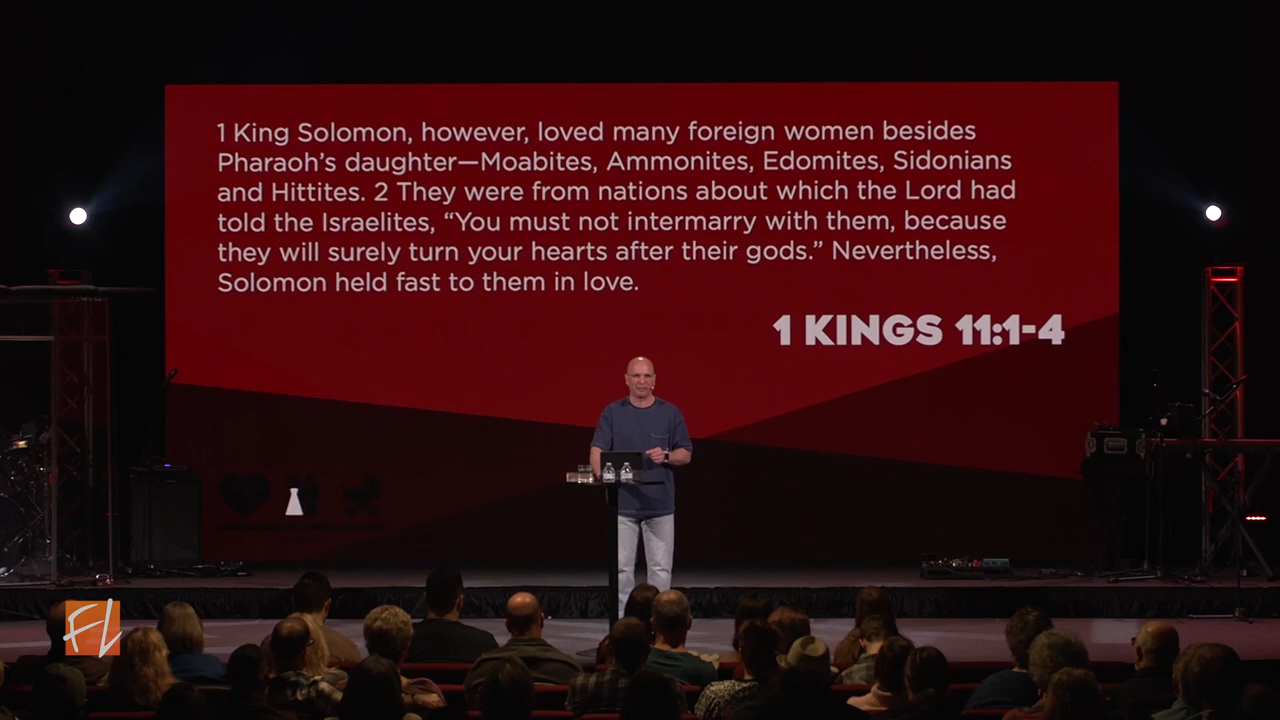 1 King Solomon, however, loved many foreign women besides
Pharaoh's daughter—Moabites, Ammonites, Edomites, Sidonians
and Hittites. 2 They were from nations about which the Lord had
told the Israelites, “You must not intermarry with them, because
they will surely turn your hearts after their gods.” Nevertheless,
Solomon held fast to them in love.
1 KINGS 11:1-4
FL